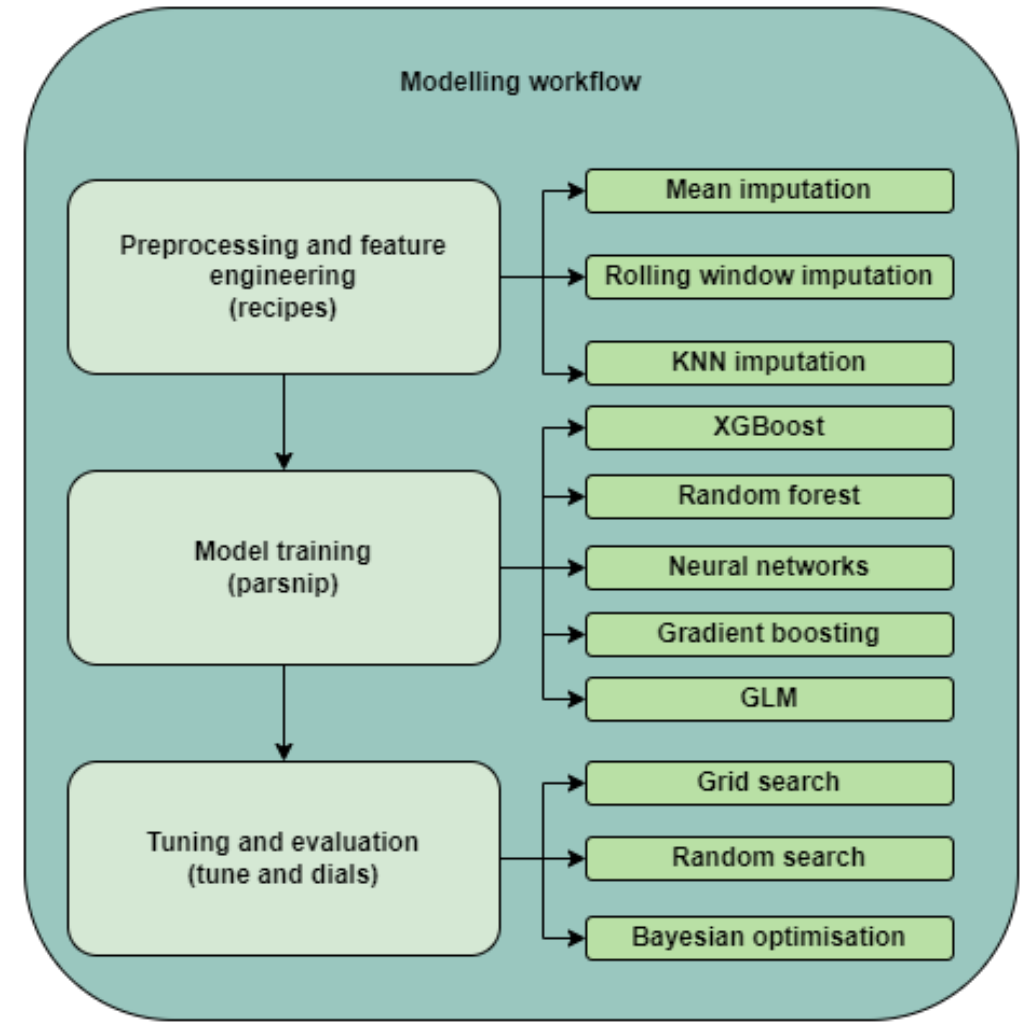 Modelling workflow
Preprocessing and feature
engineering
(recipes)
Mean imputation
Rolling window imputation
KNN imputation
Model training
(parsnip)
XGBoost
Random forest
Neural networks
Gradient boosting
GLM
Tuning and evaluation
(tune and dials)
Grid search
Random search
Bayesian optimisation